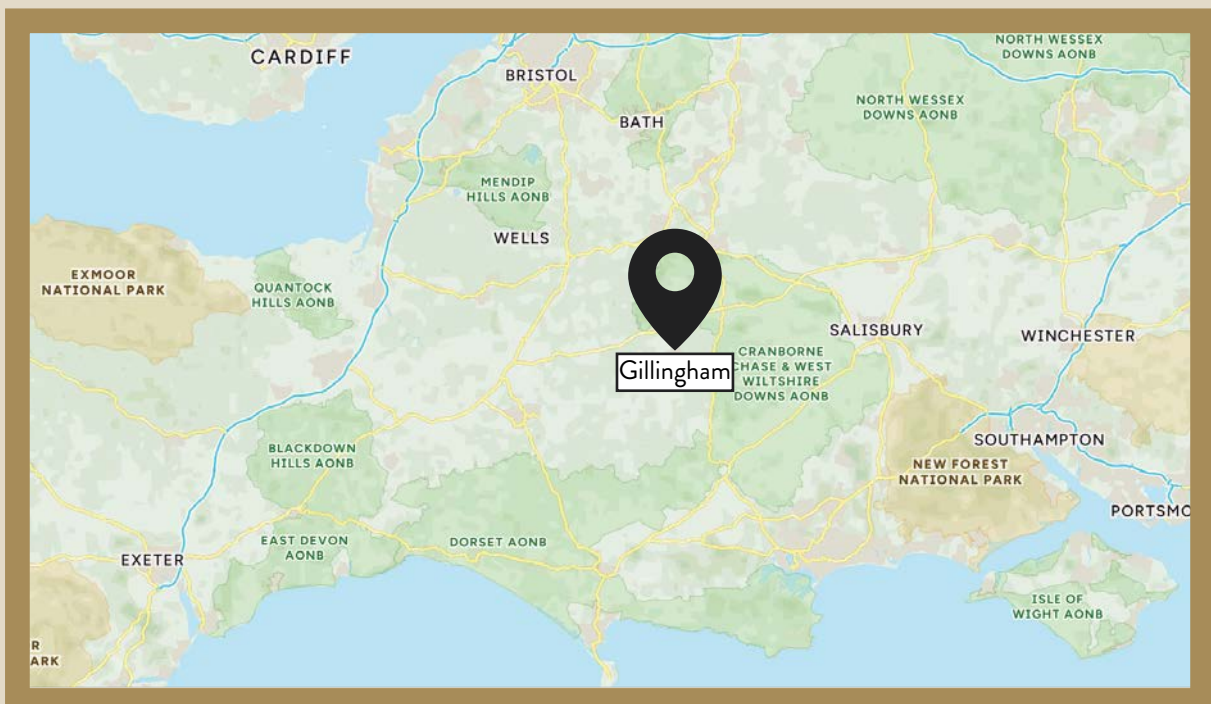 CARDIFF
NORTH WESSEX
DOWNS AONB
BRISTOL
NORTH WESSEX
DOWNS AONB
BATH
MENDIP
HILLS AONB
WELLS
EXMOOR
NATIONAL PARK
QUANTOCK
HILLS AONB
SALISBURY
WINCHESTER
Gillingham
CRANBORNE
CHASE & WEST
WILTSHIRE
DOWNS AONB
BLACKDOWN
HILLS AONB
SOUTHAMPTON
NEW FOREST
NATIONAL PARK
PORTSMO
EXETER
EAST DEVON
AONB
DORSET AONB
ISLE OF
WIGHT AONB
R
ARK